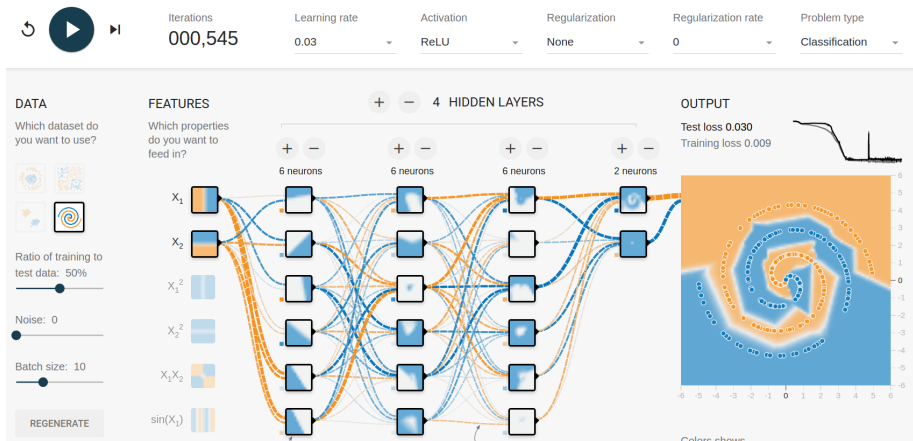 Iterations
000,545
Learning rate
0.03
Activation
ReLU
Regularization
None
Regularization rate
0
Problem type
Classification
DATA
Which dataset do
you want to use?
Ratio of training to
test data: 50%
Noise: 0
Batch size: 10
REGENERATE
FEATURES
Which properties
do you want to
feed in?
X1
X2
X1²
X2²
X1X2
sin(X1)
+ − 4 HIDDEN LAYERS
+ −
6 neurons
+ −
6 neurons
+ −
6 neurons
+ −
2 neurons
OUTPUT
Test loss 0.030
Training loss 0.009
6
5
4
3
2
1
0
-1
-2
-3
-4
-5
-6
-6 -5 -4 -3 -2 -1 0 1 2 3 4 5 6
Colors shows